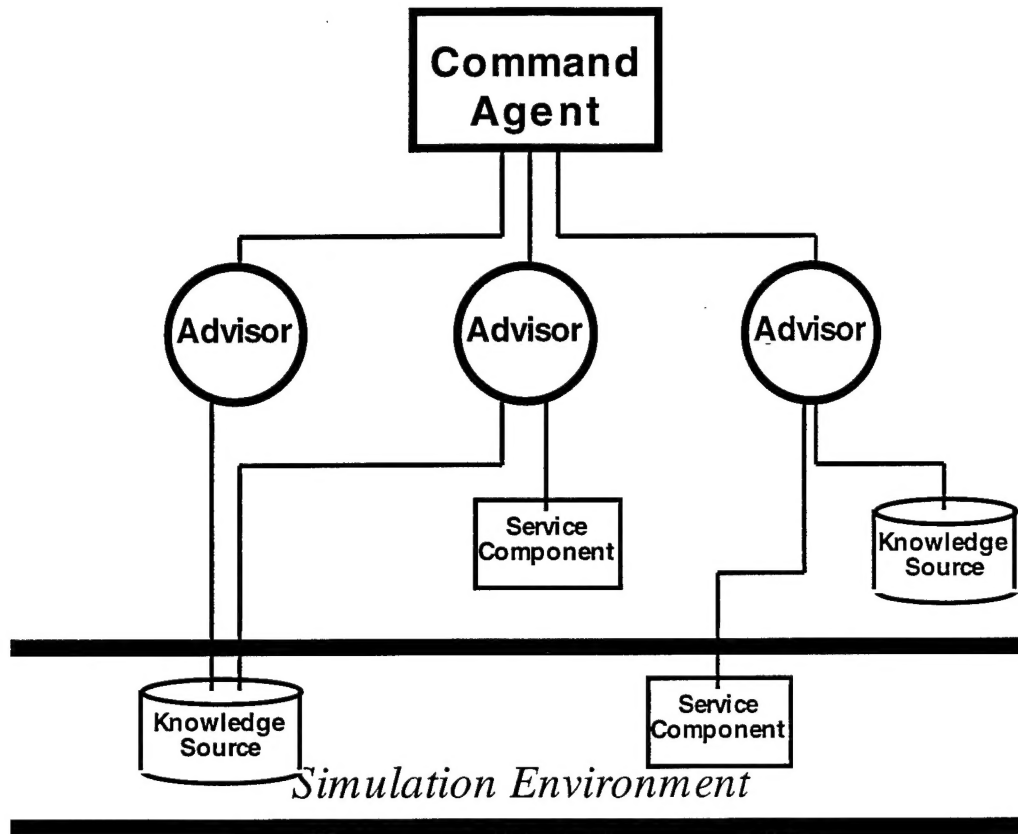 Command
Agent
Advisor
Advisor
Advisor
Service
Component
Knowledge
Source
Knowledge
Source
Service
Component
Simulation Environment